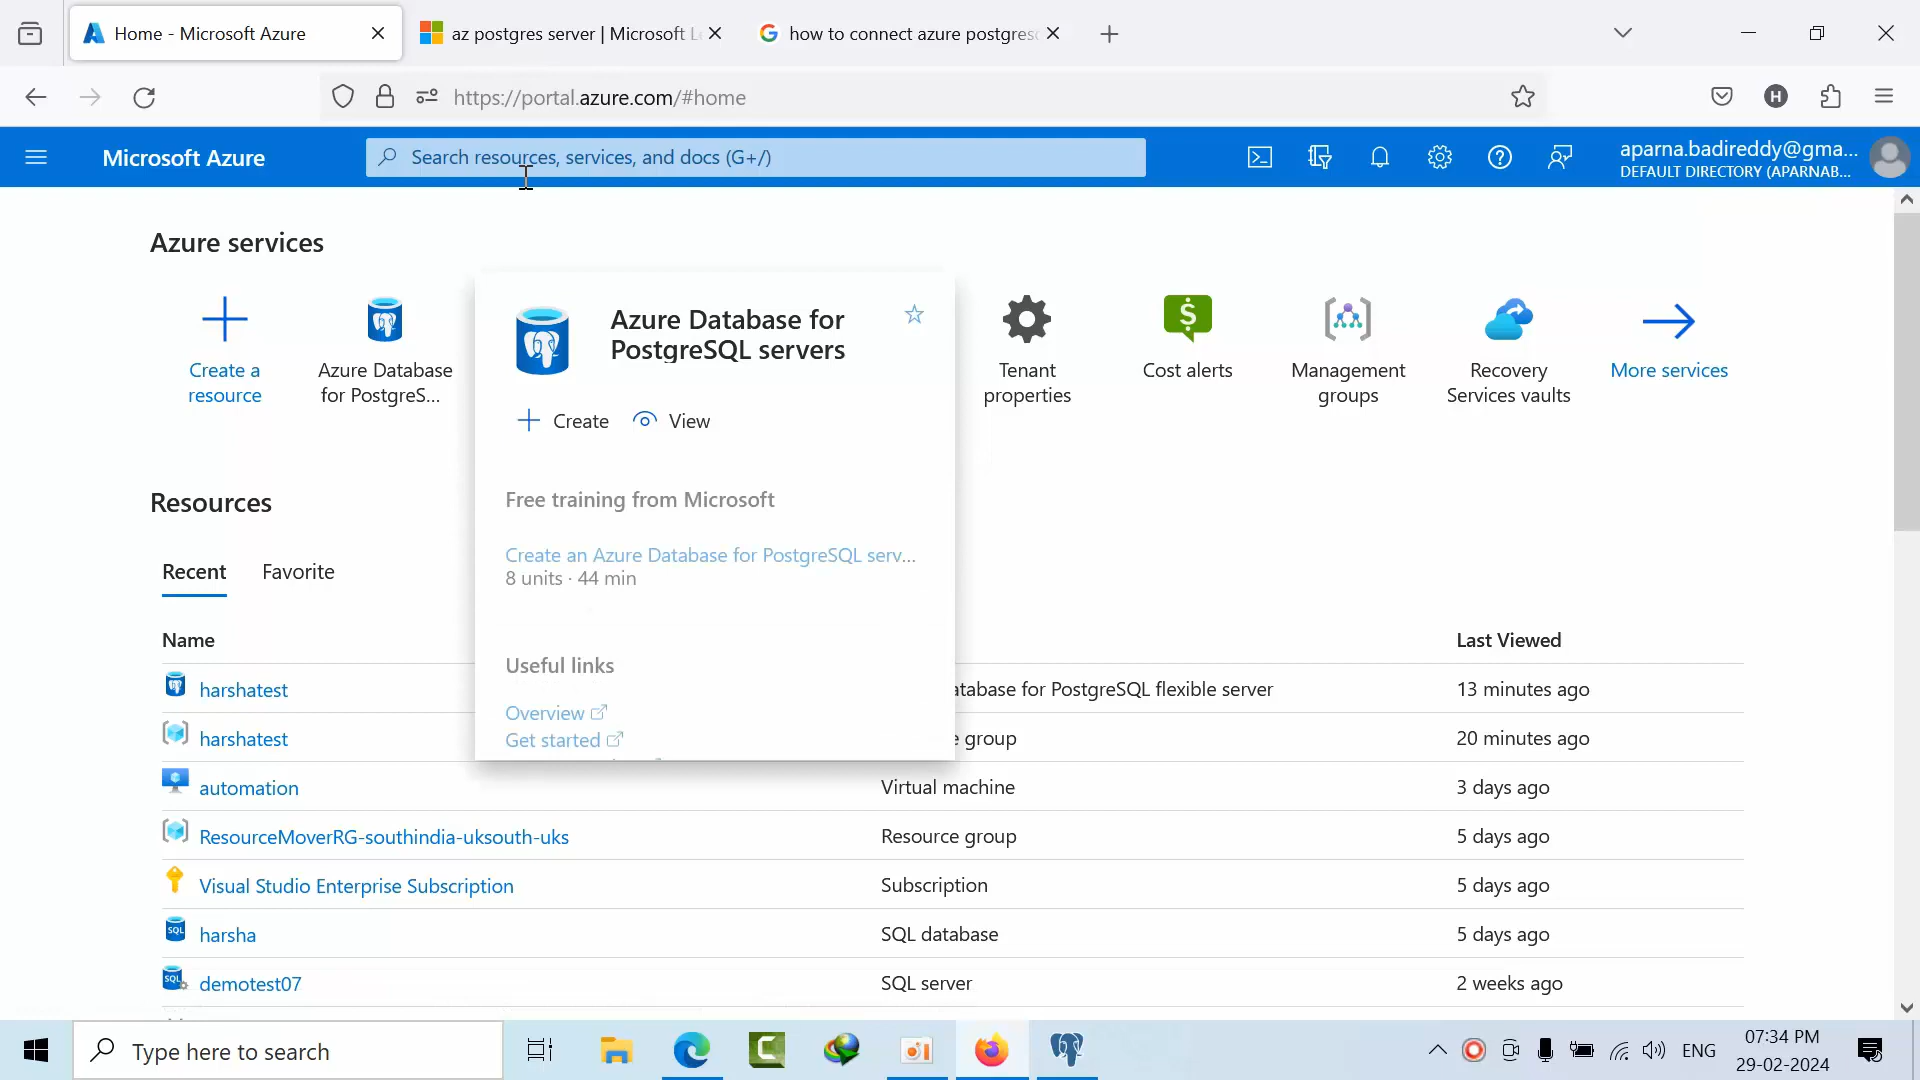 Home - Microsoft Azure
az postgres server | Microsoft Le
how to connect azure postgresc
https://portal.azure.com/#home
H
Microsoft Azure
Search resources, services, and docs (G+/)
aparna.badireddy@gma...
DEFAULT DIRECTORY (APARNAB...
Azure services
Create a
resource
Azure Database
for PostgreS...
Azure Database for
PostgreSQL servers
Create
View
Free training from Microsoft
Create an Azure Database for PostgreSQL serv...
8 units · 44 min
Useful links
Overview
Get started
Tenant
properties
Cost alerts
Management
groups
Recovery
Services vaults
More services
Resources
Recent
Favorite
Name
Last Viewed
harshatest
atabase for PostgreSQL flexible server
13 minutes ago
harshatest
e group
20 minutes ago
automation
Virtual machine
3 days ago
ResourceMoverRG-southindia-uksouth-uks
Resource group
5 days ago
Visual Studio Enterprise Subscription
Subscription
5 days ago
harsha
SQL database
5 days ago
demotest07
SQL server
2 weeks ago
Type here to search
ENG
07:34 PM
29-02-2024